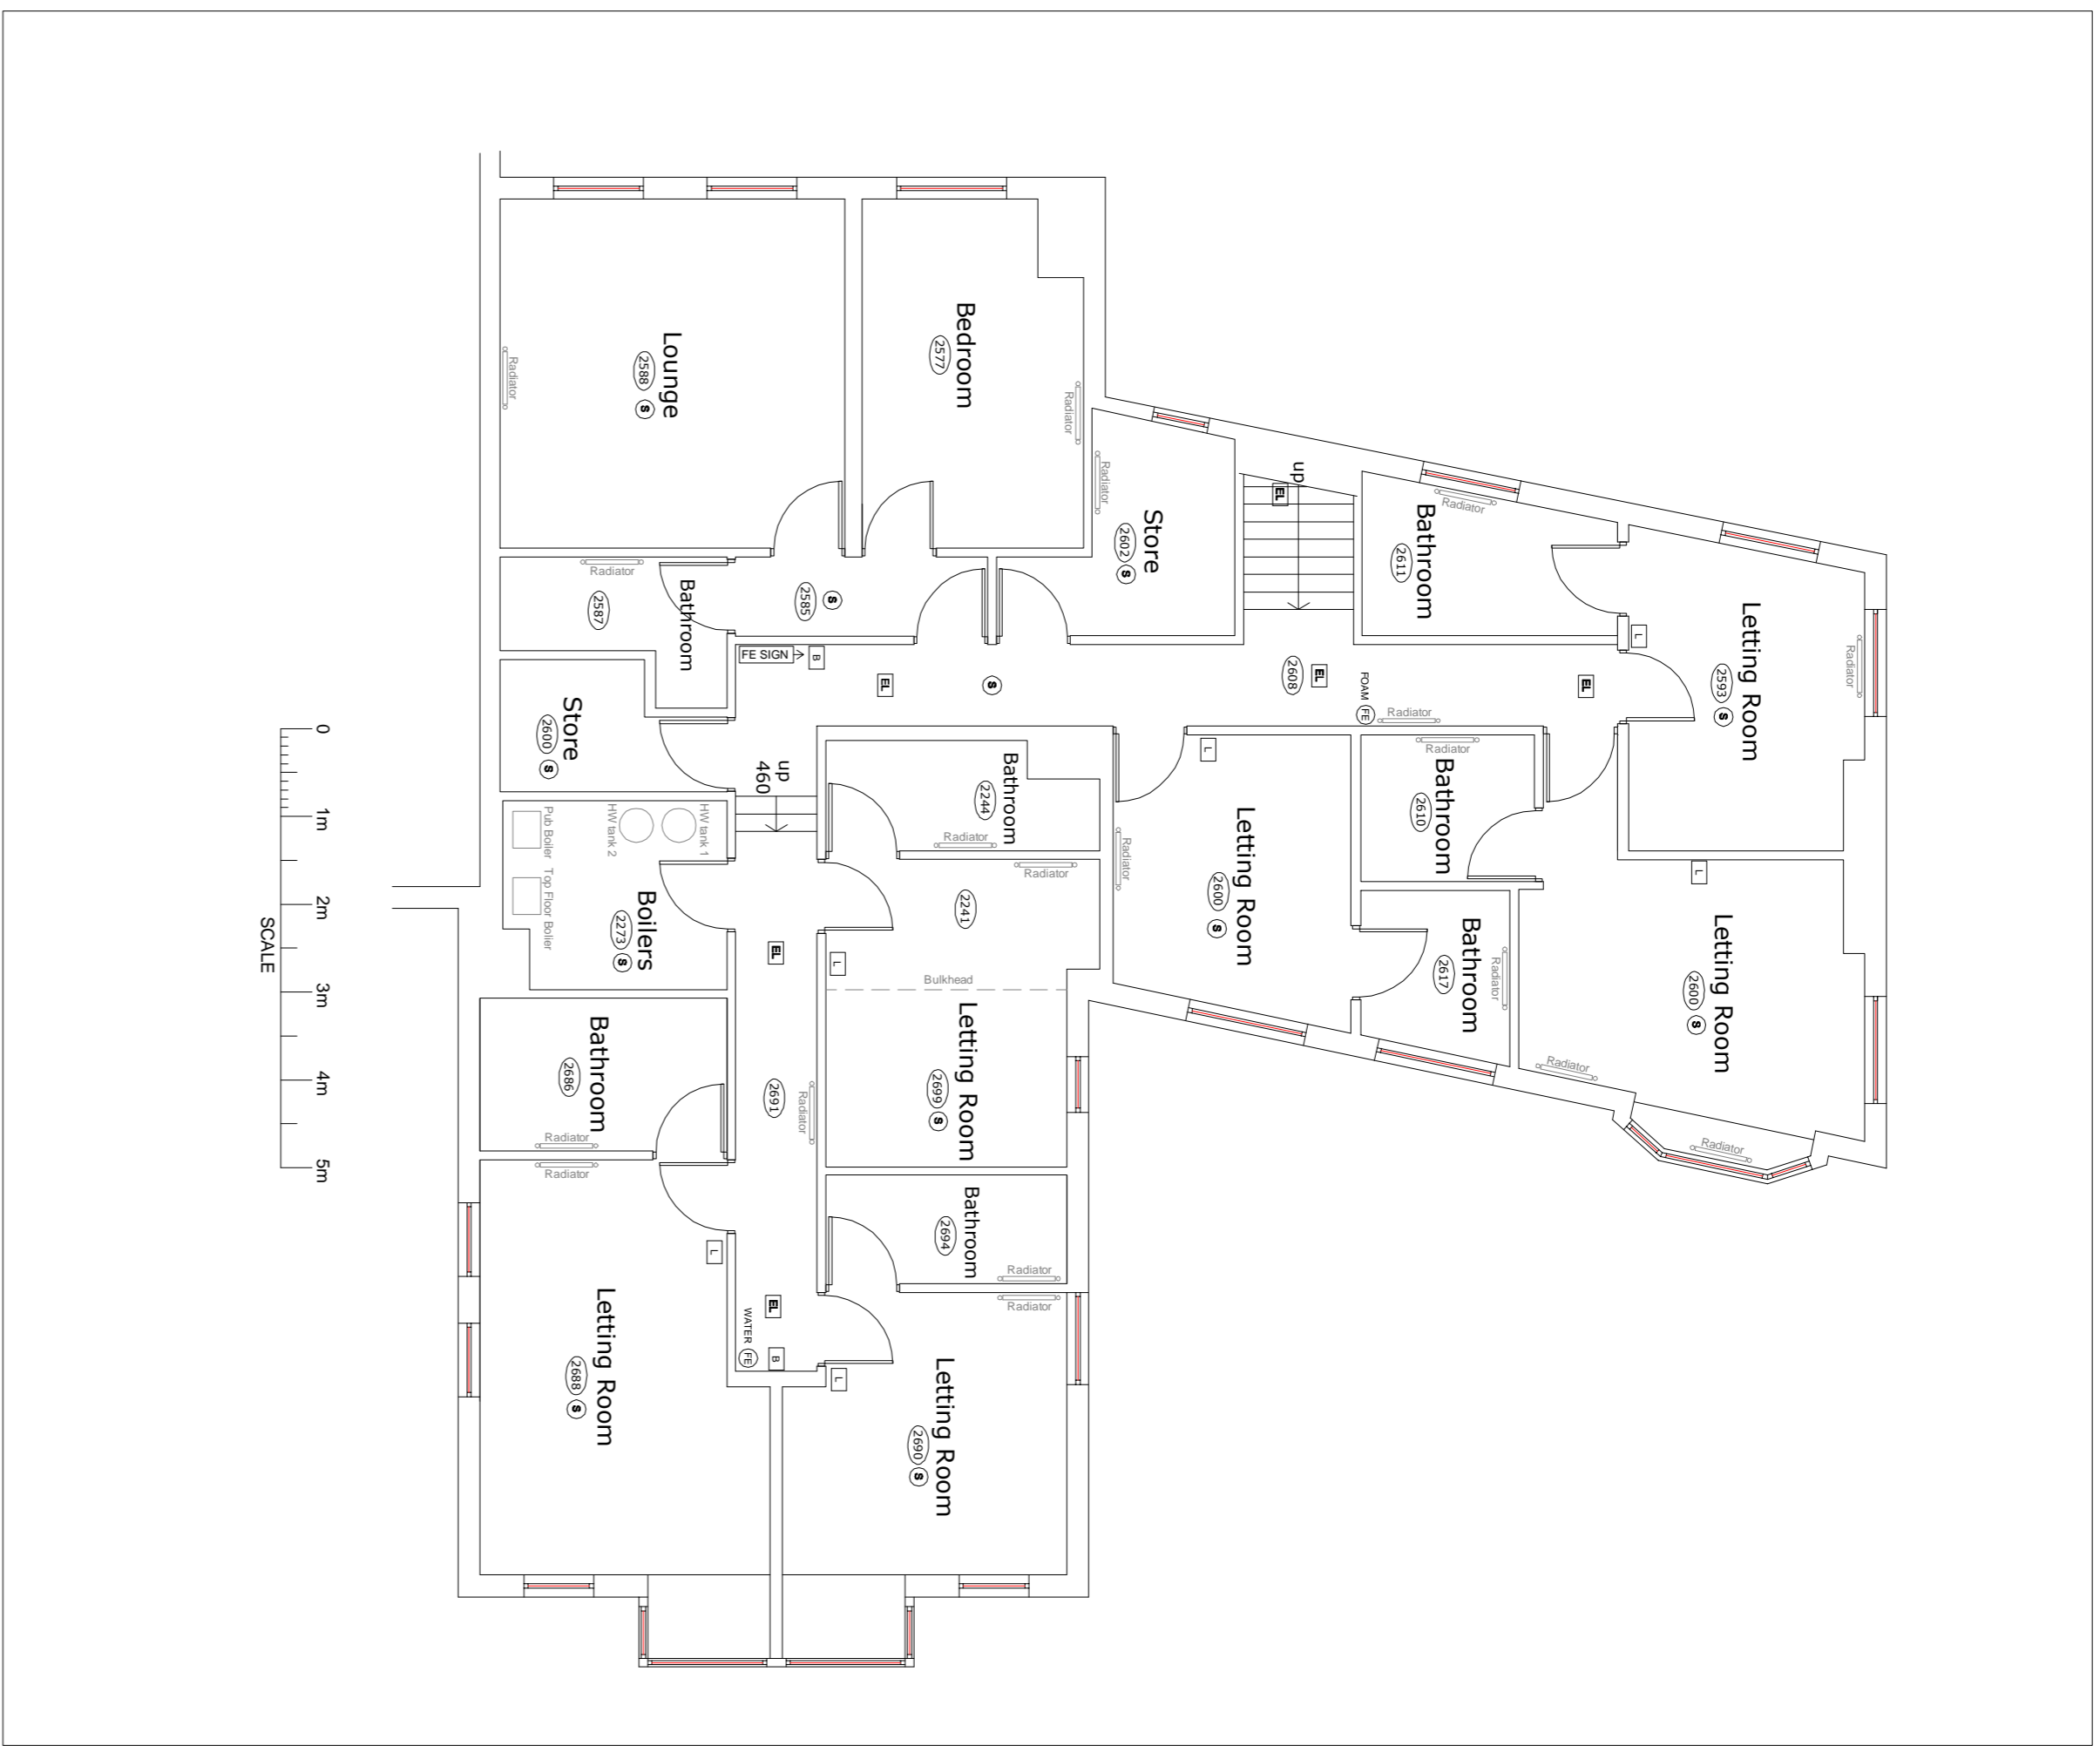 Lounge
2588 S
Radiator
Bedroom
2577
Radiator
Store
2602 S
Radiator
up
EL
Bathroom
2611
Radiator
Letting Room
2593 S
Radiator
L
Bathroom
2587
Radiator
2585
S
FE SIGN
B
EL
S
2608
EL
FOAM FE
Radiator
EL
Store
2600 S
up
460
Bathroom
2244
Radiator
Letting Room
2600 S
Radiator
L
Bathroom
2610
Radiator
Bathroom
2617
Radiator
Letting Room
2600 S
Radiator
Radiator
L
Boilers
2273 S
HW tank 1
HW tank 2
Pub Boiler
Top Floor Bolier
EL
2691
Radiator
2241
Radiator
L
Bulkhead
Letting Room
2699 S
Bathroom
2686
Radiator
Bathroom
2694
Radiator
Letting Room
2688 S
Radiator
L
EL
WATER FE
B
Letting Room
2690 S
Radiator
L
0 1m 2m 3m 4m 5m
SCALE